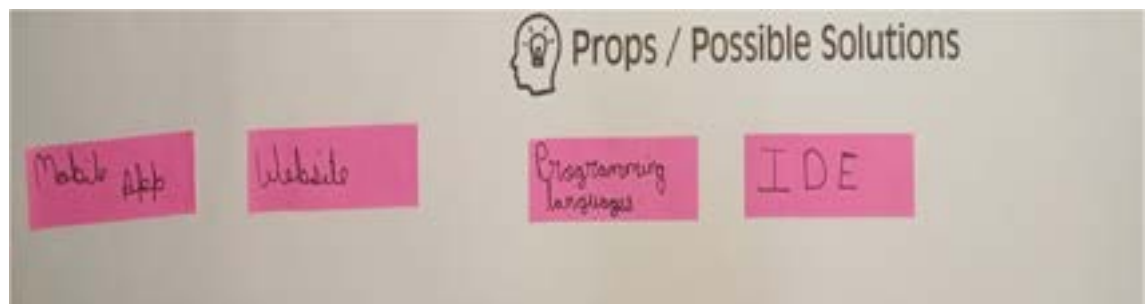 Props / Possible Solutions
Mobile App
Website
Programming
languages
IDE